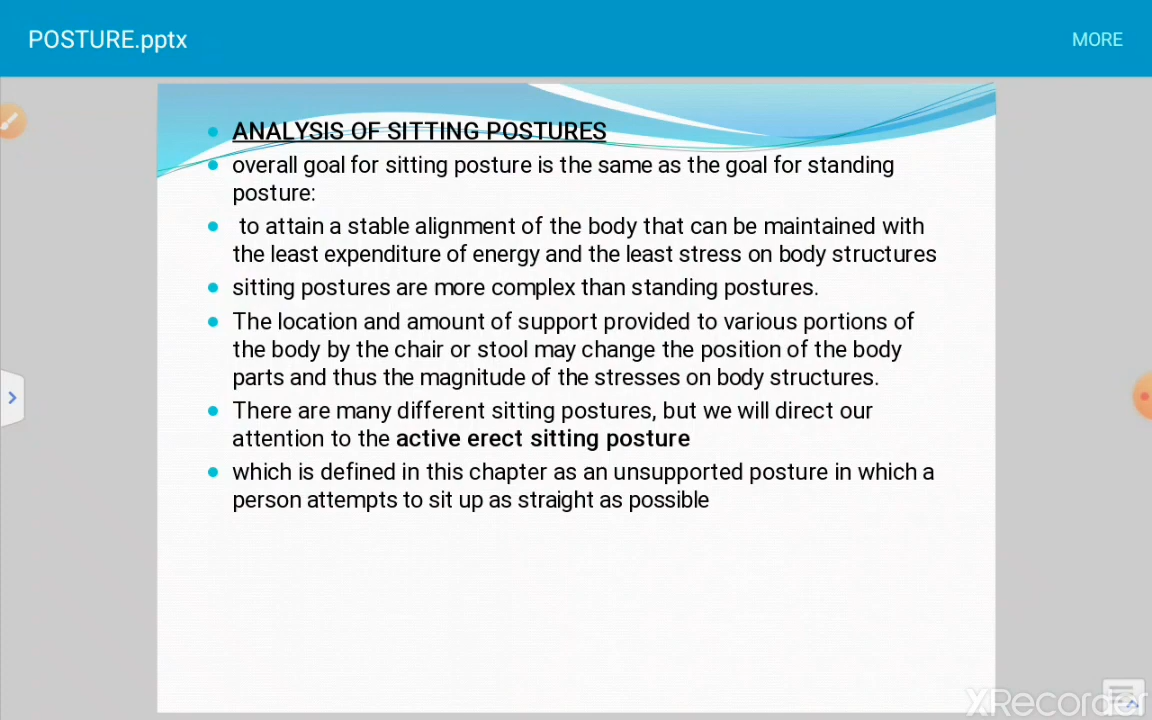 POSTURE.pptx
MORE
ANALYSIS OF SITTING POSTURES
overall goal for sitting posture is the same as the goal for standing
posture:
to attain a stable alignment of the body that can be maintained with
the least expenditure of energy and the least stress on body structures
sitting postures are more complex than standing postures.
The location and amount of support provided to various portions of
the body by the chair or stool may change the position of the body
parts and thus the magnitude of the stresses on body structures.
There are many different sitting postures, but we will direct our
attention to the active erect sitting posture
which is defined in this chapter as an unsupported posture in which a
person attempts to sit up as straight as possible
XRecorder